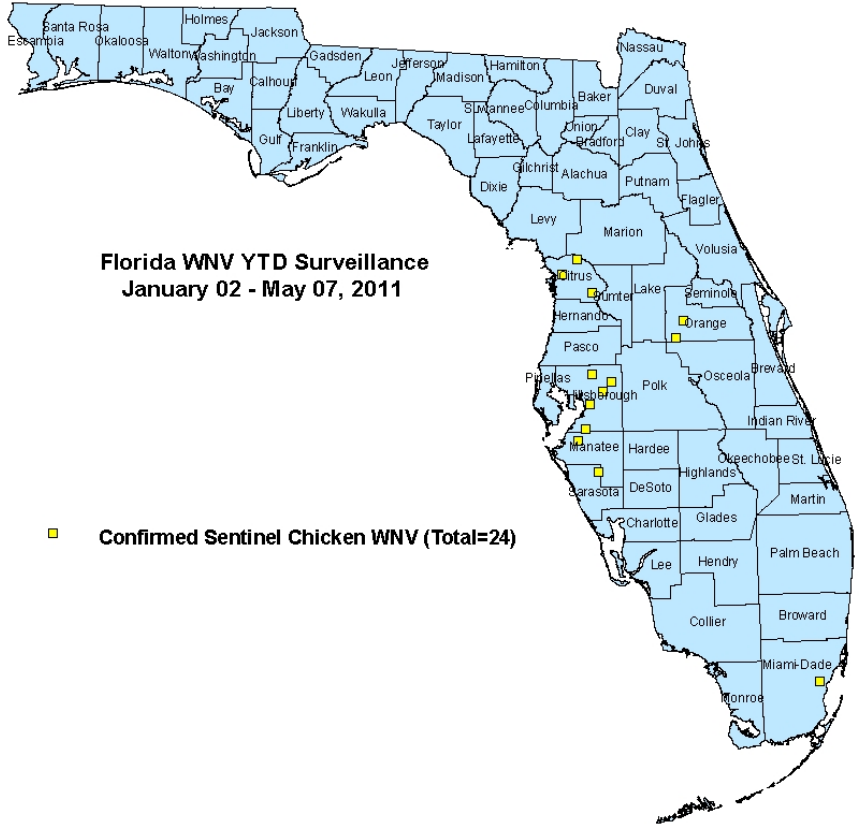 Holmes
Jackson
Santa Rosa
Escambia
Okaloosa
Walton
Washington
Nassau
Gadsden
Jefferson
Hamilton
Leon
Madison
Bay
Calhoun
Baker
Duval
Suwannee
Columbia
Liberty
Wakulla
Taylor
Union
Clay
Gulf
Franklin
Lafayette
Bradford
St. Johns
Gilchrist
Alachua
Putnam
Dixie
Flagler
Levy
Marion
Volusia
Florida WNV YTD Surveillance
January 02 - May 07, 2011
Citrus
Lake
Sumter
Seminole
Hernando
Orange
Pasco
Brevard
Pinellas
Osceola
Polk
Hillsborough
Indian River
Manatee
Hardee
Okeechobee
St. Lucie
Highlands
DeSoto
Sarasota
Martin
Charlotte
Glades
Confirmed Sentinel Chicken WNV (Total=24)
Palm Beach
Lee
Hendry
Collier
Broward
Miami-Dade
Monroe